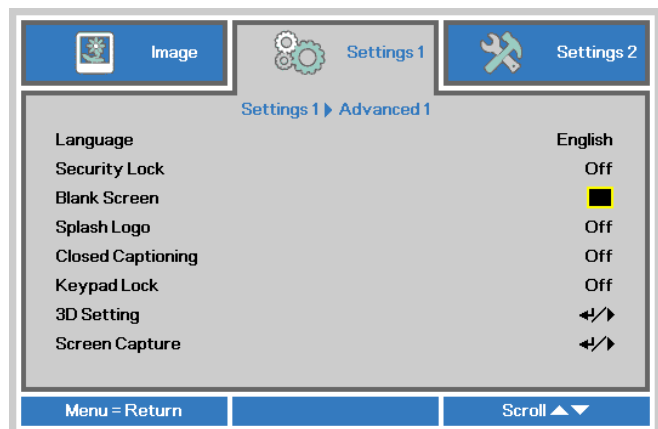 Image Settings 1 Settings 2
Settings 1 Advanced 1
Language English
Security Lock Off
Blank Screen
Splash Logo Off
Closed Captioning Off
Keypad Lock Off
3D Setting ↵/▶
Screen Capture ↵/▶
Menu = Return Scroll ▲▼